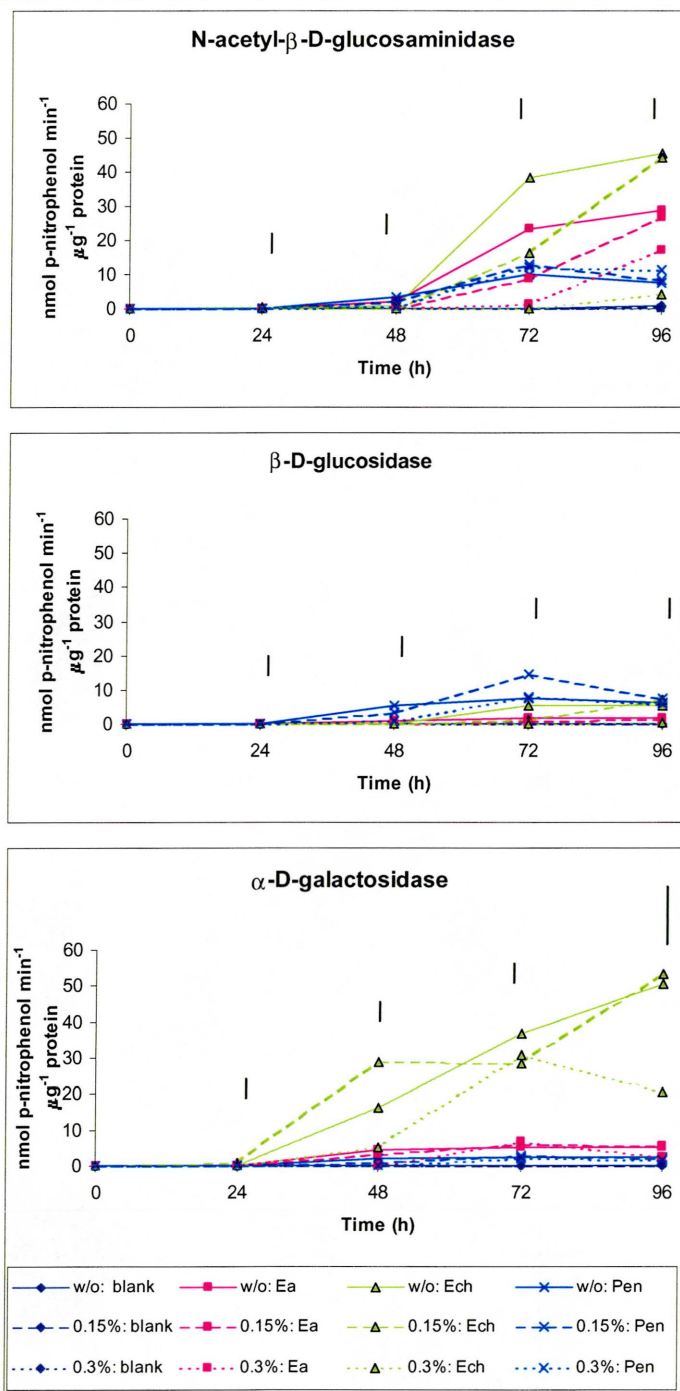 N-acetyl-β-D-glucosaminidase
nmol p-nitrophenol min⁻¹
μg⁻¹ protein
60
50
40
30
20
10
0
0 24 48 72 96
Time (h)
β-D-glucosidase
nmol p-nitrophenol min⁻¹
μg⁻¹ protein
60
50
40
30
20
10
0
0 24 48 72 96
Time (h)
α-D-galactosidase
nmol p-nitrophenol min⁻¹
μg⁻¹ protein
60
50
40
30
20
10
0
0 24 48 72 96
Time (h)
w/o: blank w/o: Ea w/o: Ech w/o: Pen
0.15%: blank 0.15%: Ea 0.15%: Ech 0.15%: Pen
0.3%: blank 0.3%: Ea 0.3%: Ech 0.3%: Pen